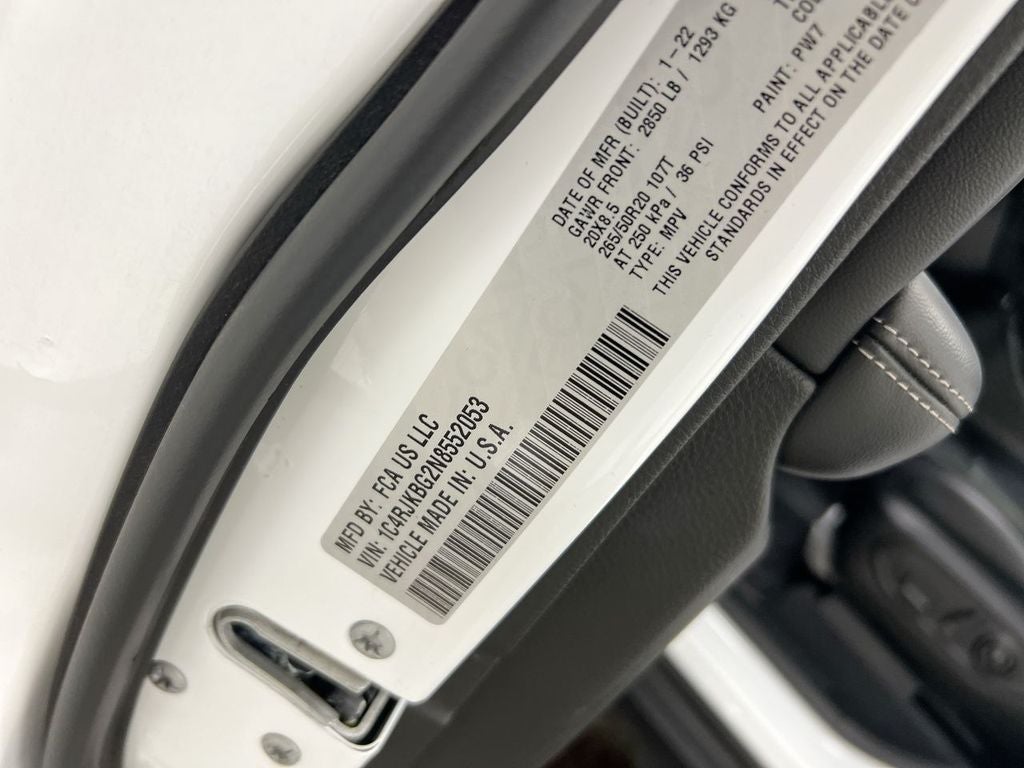 MFD BY: FCA US LLC
VIN: 1C4RJKBG2N8552053
VEHICLE MADE IN: U.S.A.
DATE OF MFR (BUILT): 1-22
GAWR FRONT: 2850 LB / 1293 KG
20X8.5
265/50R20 107T
AT 250 kPa / 36 PSI
TYPE: MPV
PAINT: PW7
THIS VEHICLE CONFORMS TO ALL APPLICABLE
STANDARDS IN EFFECT ON THE DATE